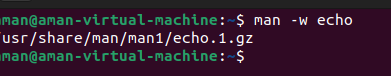 aman@aman-virtual-machine:~$ man -w echo
/usr/share/man/man1/echo.1.gz
aman@aman-virtual-machine:~$